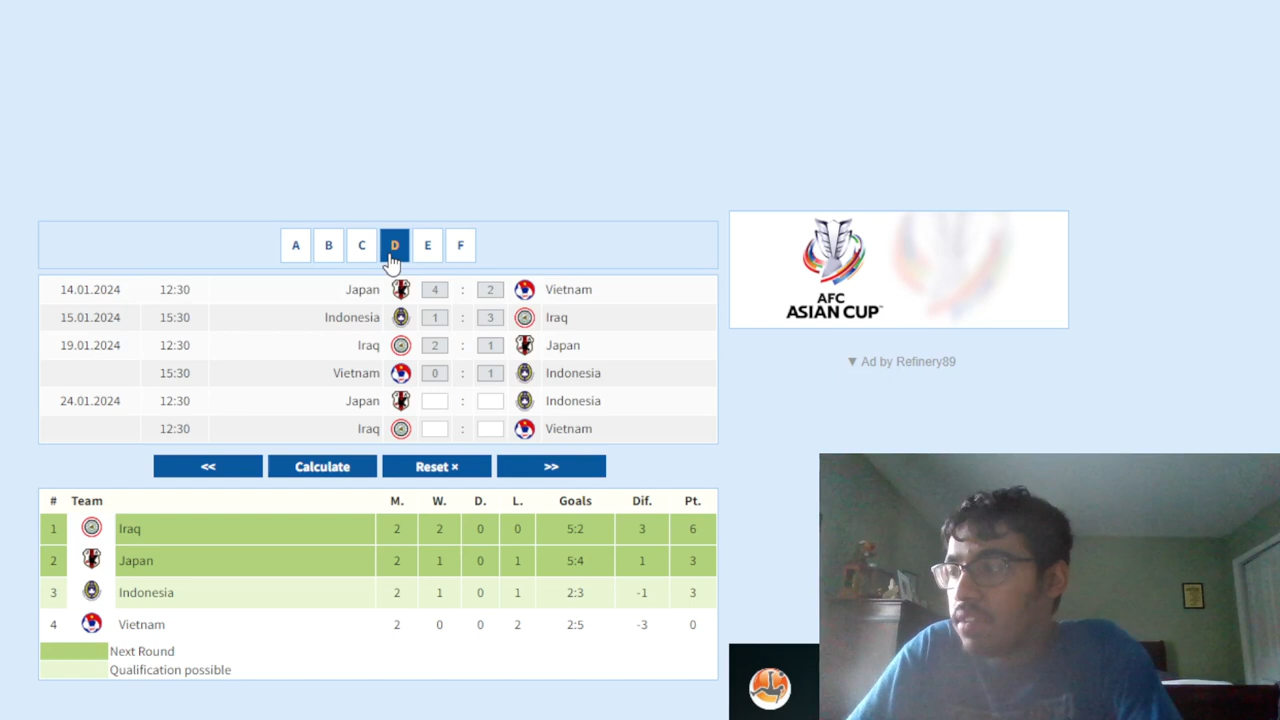 A B C D E F
14.01.2024 12:30 Japan 4 : 2 Vietnam
15.01.2024 15:30 Indonesia 1 : 3 Iraq
19.01.2024 12:30 Iraq 2 : 1 Japan
15:30 Vietnam 0 : 1 Indonesia
24.01.2024 12:30 Japan : Indonesia
12:30 Iraq : Vietnam
<< Calculate Reset × >>
# Team M. W. D. L. Goals Dif. Pt.
1 Iraq 2 2 0 0 5:2 3 6
2 Japan 2 1 0 1 5:4 1 3
3 Indonesia 2 1 0 1 2:3 -1 3
4 Vietnam 2 0 0 2 2:5 -3 0
Next Round
Qualification possible
AFC
ASIAN CUP™
▼ Ad by Refinery89